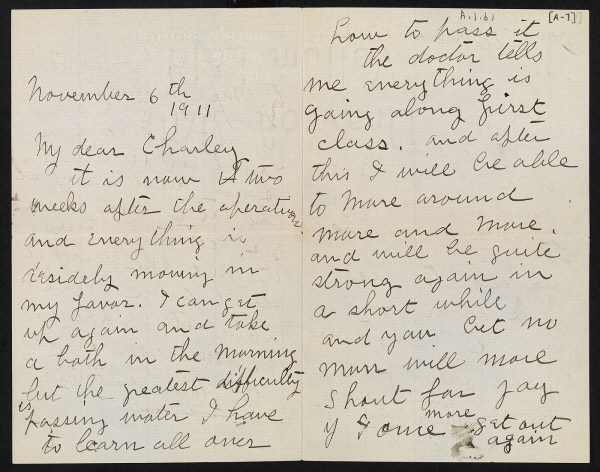 November 6th
1911
My dear Charley
it is now two
weeks after the operation
and everything is
desidely moving in
my favor. I can get
up again and take
a bath in the morning
but the greatest difficulty
is passing water I have
to learn all over
A.1.61
[A-7]
how to pass it
the doctor tells
me everything is
going along first
class. and after
this I will be able
to move around
more and more.
and will be quite
strong again in
a short while
and you bet no
man will more
shout for joy
if I once more get out
again